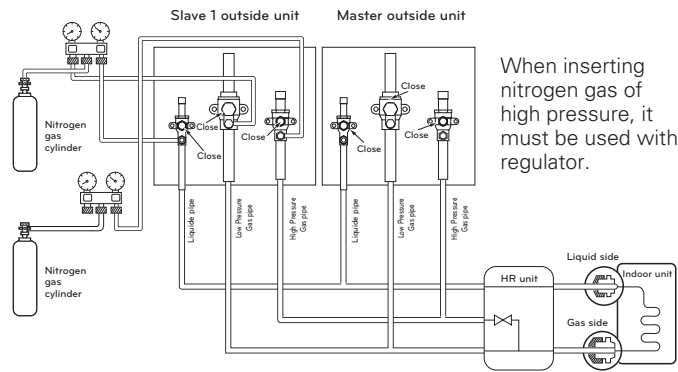 Slave 1 outside unit
Master outside unit
When inserting
nitrogen gas of
high pressure, it
must be used with
regulator.
Nitrogen
gas
cylinder
Close
Close
Close
Close
Close
Close
Nitrogen
gas
cylinder
Liquide pipe
Low Pressure
Gas pipe
High Pressure
Gas pipe
Liquide pipe
Low Pressure
Gas pipe
High Pressure
Gas pipe
Liquid side
HR unit
Indoor unit
Gas side